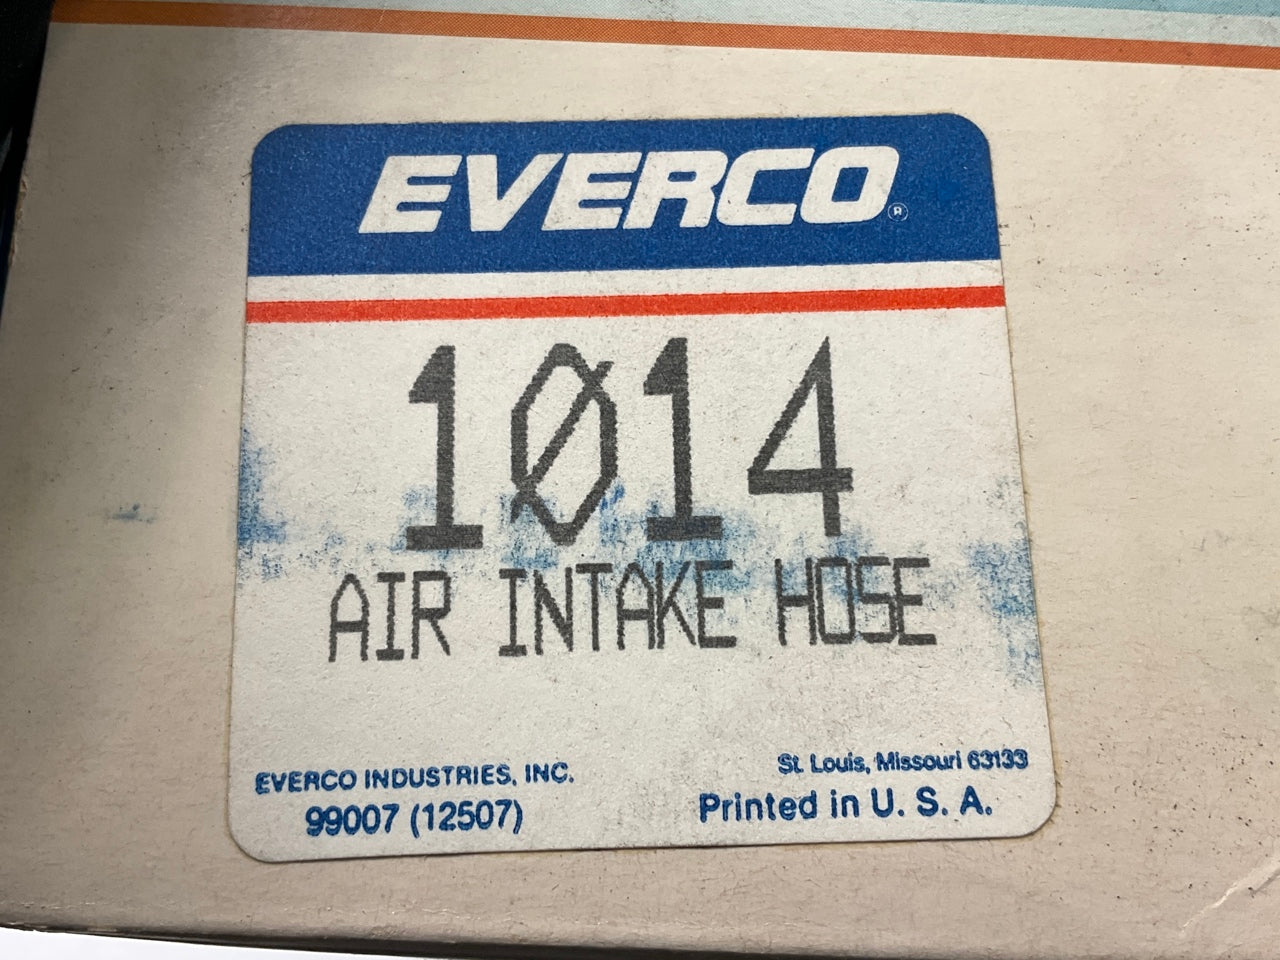 EVERCO®
1014
AIR INTAKE HOSE
EVERCO INDUSTRIES, INC.
St. Louis, Missouri 63133
99007 (12507)
Printed in U. S. A.